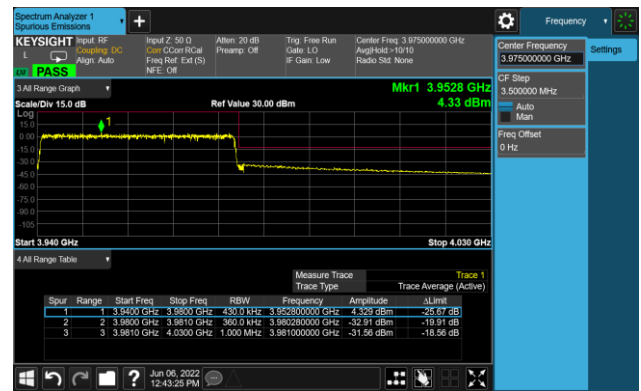 Spectrum Analyzer 1
Spurious Emissions
Frequency
KEYSIGHT
L
LXI
PASS
Input: RF
Coupling: DC
Align: Auto
Input Z: 50 Ω
Corr CCorr RCal
Freq Ref: Ext (S)
NFE: Off
Atten: 20 dB
Preamp: Off
Trig: Free Run
Gate: LO
IF Gain: Low
Center Freq: 3.975000000 GHz
Avg|Hold:>10/10
Radio Std: None
Center Frequency
3.975000000 GHz
Settings
CF Step
3.500000 MHz
Auto
Man
Freq Offset
0 Hz
3 All Range Graph
Mkr1 3.9528 GHz
4.33 dBm
Scale/Div 15.0 dB
Ref Value 30.00 dBm
Log
15.0
0.00
-15.0
-30.0
-45.0
-60.0
-75.0
-90.0
-105
1
Start 3.940 GHz
Stop 4.030 GHz
4 All Range Table
Measure Trace Trace 1
Trace Type Trace Average (Active)
Spur Range Start Freq Stop Freq RBW Frequency Amplitude ΔLimit
1 1 3.9400 GHz 3.9800 GHz 430.0 kHz 3.952800000 GHz 4.329 dBm -25.67 dB
2 2 3.9800 GHz 3.9810 GHz 360.0 kHz 3.980280000 GHz -32.91 dBm -19.91 dB
3 3 3.9810 GHz 4.0300 GHz 1.000 MHz 3.981000000 GHz -31.56 dBm -18.56 dB
Jun 06, 2022
12:43:25 PM